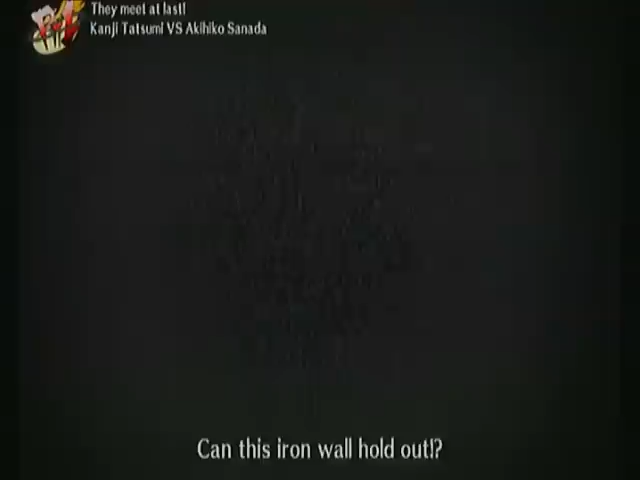 They meet at last!
Kanji Tatsumi VS Akihiko Sanada
Can this iron wall hold out!?